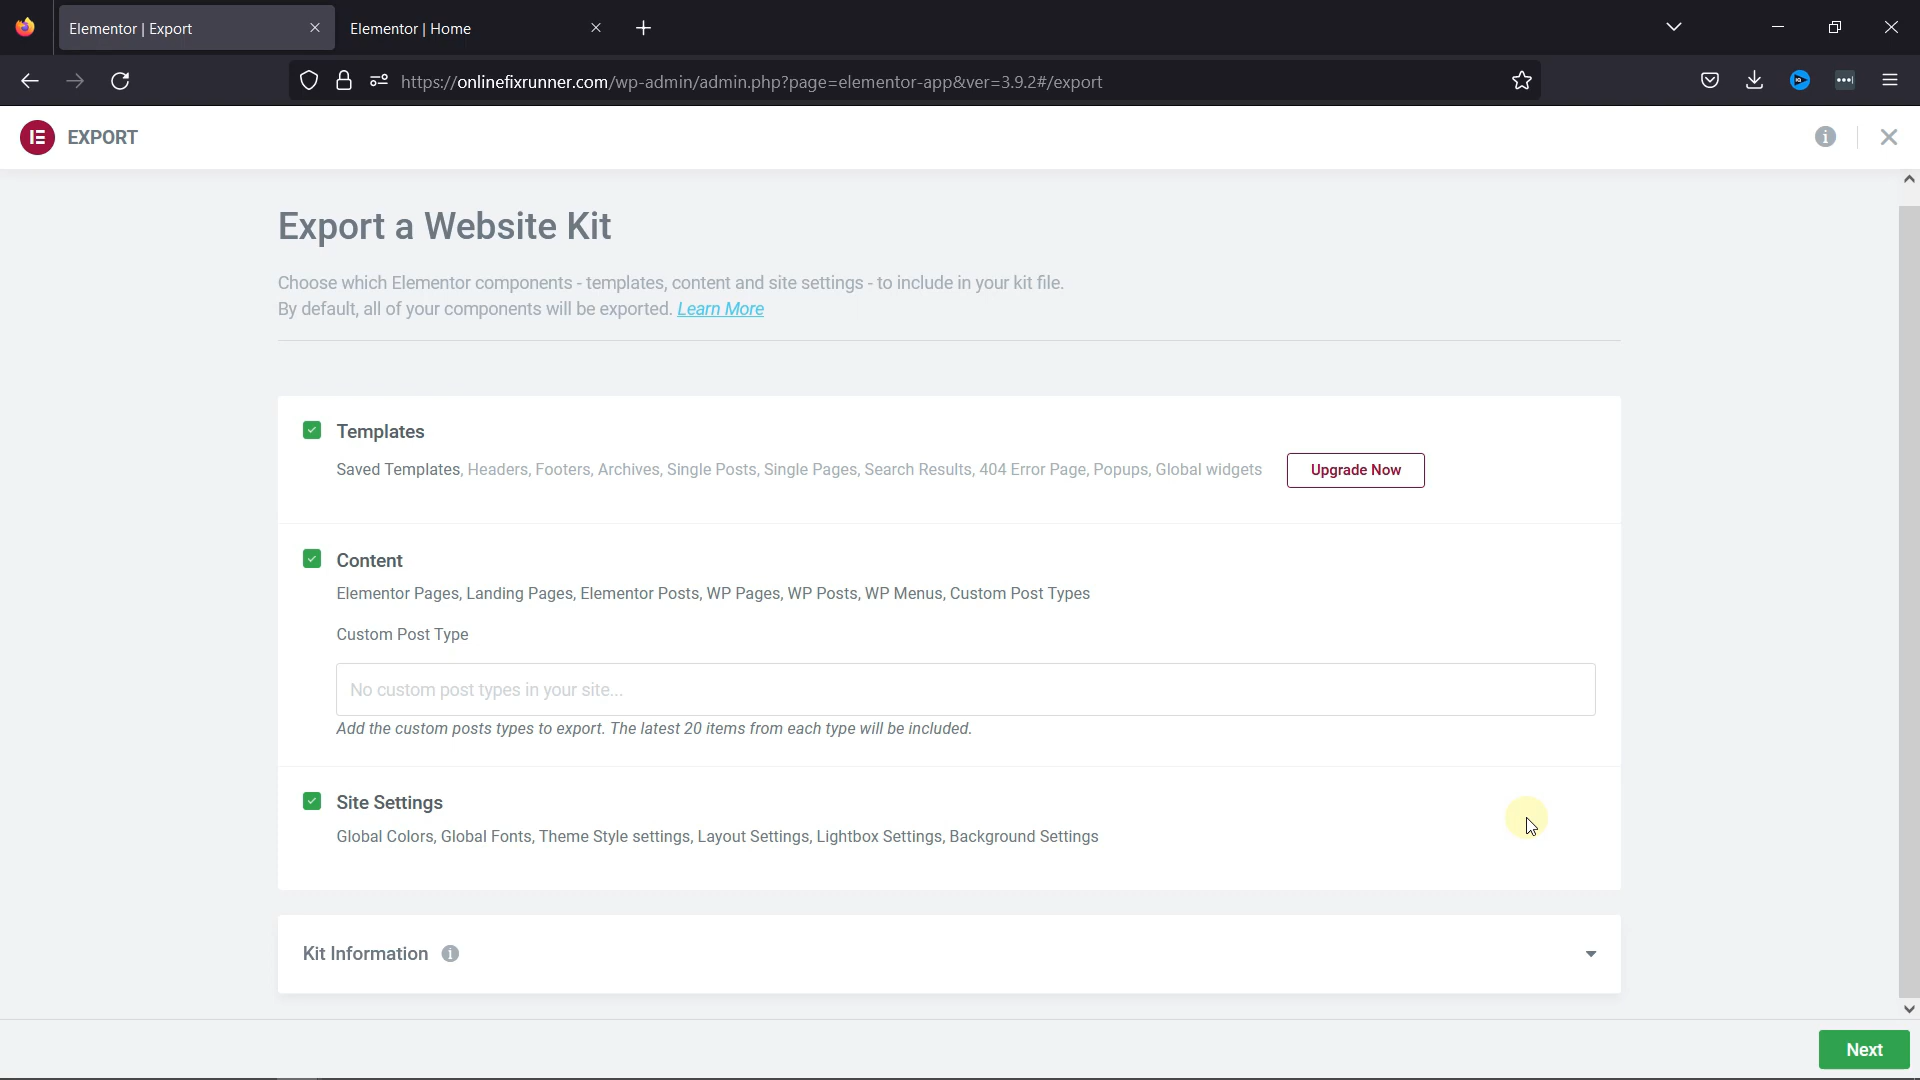 Elementor | Export
Elementor | Home
https://onlinefixrunner.com/wp-admin/admin.php?page=elementor-app&ver=3.9.2#/export
EXPORT
Export a Website Kit
Choose which Elementor components - templates, content and site settings - to include in your kit file.
By default, all of your components will be exported. Learn More
Templates
Saved Templates, Headers, Footers, Archives, Single Posts, Single Pages, Search Results, 404 Error Page, Popups, Global widgets
Upgrade Now
Content
Elementor Pages, Landing Pages, Elementor Posts, WP Pages, WP Posts, WP Menus, Custom Post Types
Custom Post Type
No custom post types in your site...
Add the custom posts types to export. The latest 20 items from each type will be included.
Site Settings
Global Colors, Global Fonts, Theme Style settings, Layout Settings, Lightbox Settings, Background Settings
Kit Information
Next